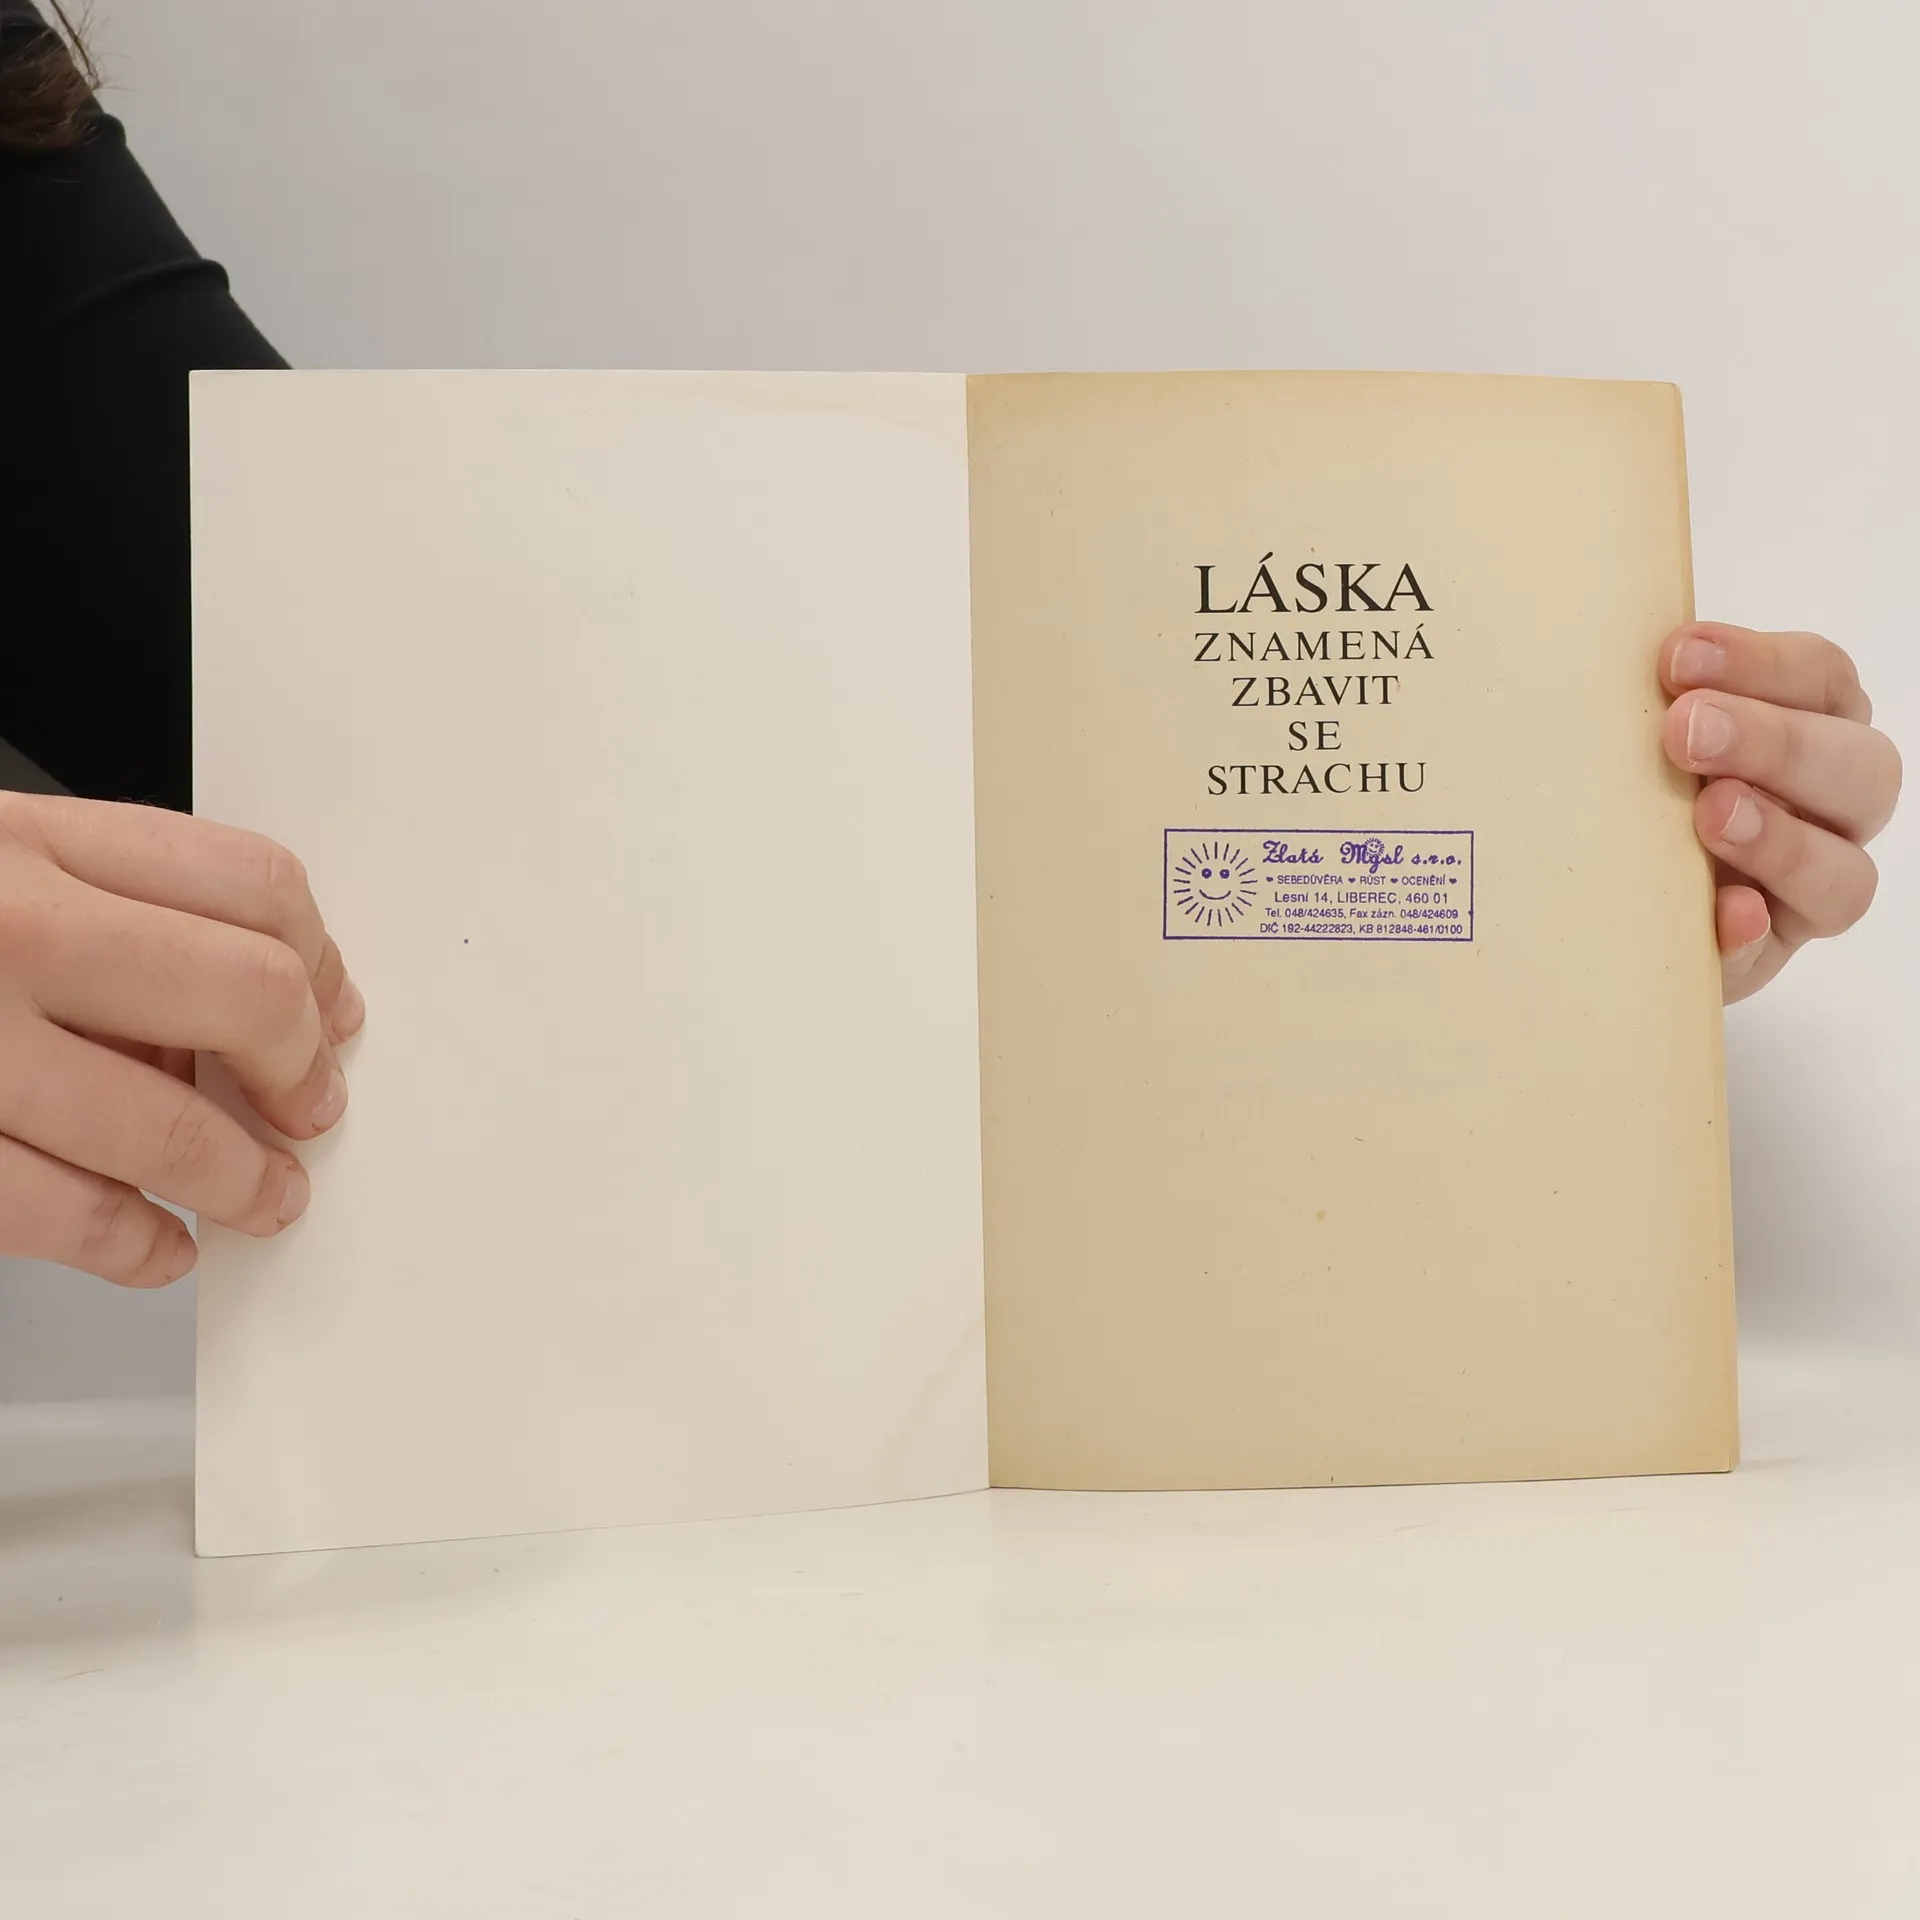 LÁSKA
ZNAMENÁ
ZBAVIT
SE
STRACHU
Zlatá Mysl s.r.o.
❤ SEBEDŮVĚRA ❤ RŮST ❤ OCENĚNÍ ❤
Lesní 14, LIBEREC, 460 01
Tel. 048/424635, Fax zázn. 048/424609
DIČ 192-44222823, KB 812848-461/0100